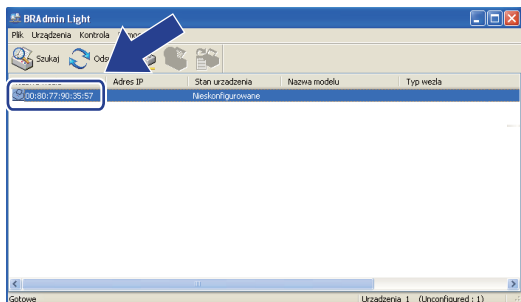 BRAdmin Light
Plik Urządzenia Kontrola
Szukaj
Adres IP Stan urzadzenia Nazwa modelu Typ wezla
00:80:77:90:35:57 Nieskonfigurowane
Gotowe Urzadzenia 1 (Unconfigured : 1)